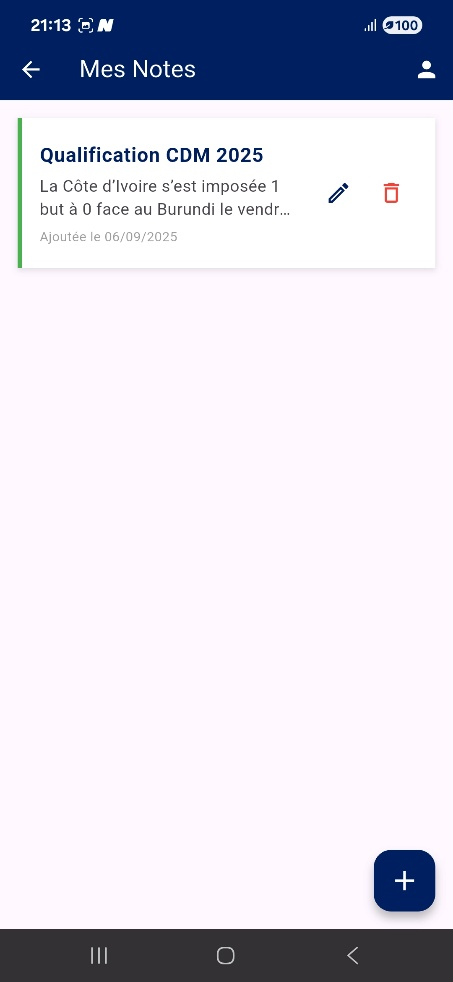 21:13 N 100
Mes Notes
Qualification CDM 2025
La Côte d’Ivoire s’est imposée 1
but à 0 face au Burundi le vendr...
Ajoutée le 06/09/2025